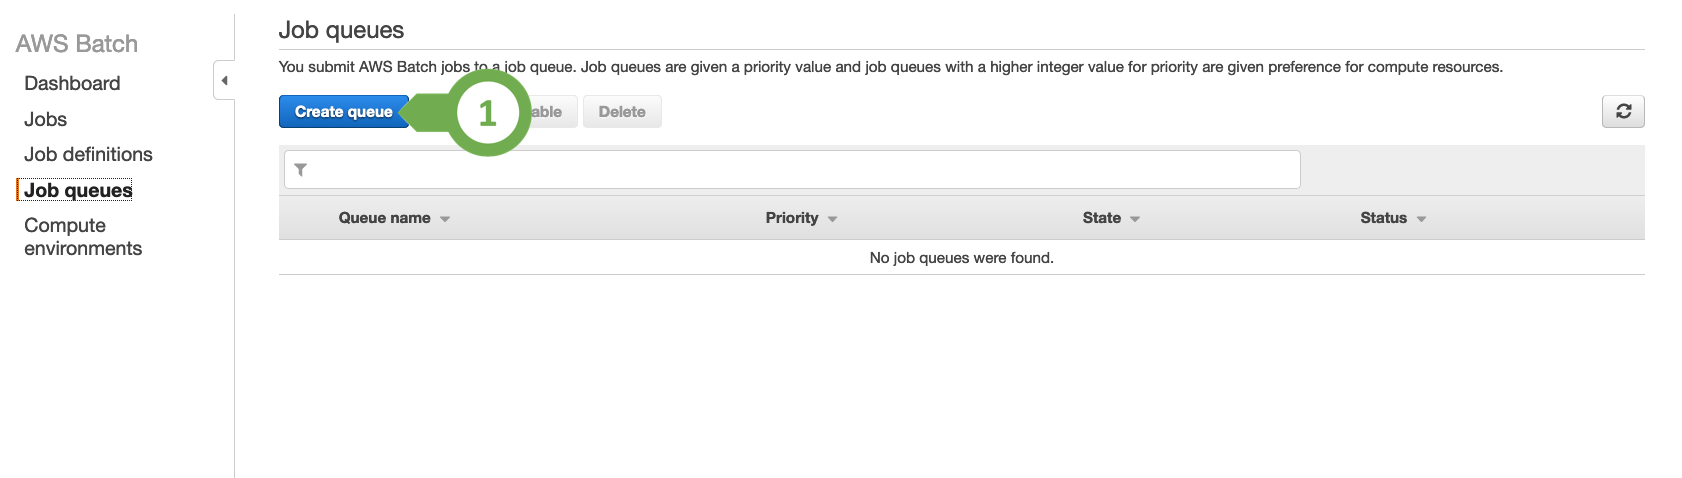 AWS Batch
Dashboard
Jobs
Job definitions
Job queues
Compute
environments
Job queues
You submit AWS Batch jobs to a job queue. Job queues are given a priority value and job queues with a higher integer value for priority are given preference for compute resources.
Create queue
1
able
Delete
Queue name
Priority
State
Status
No job queues were found.